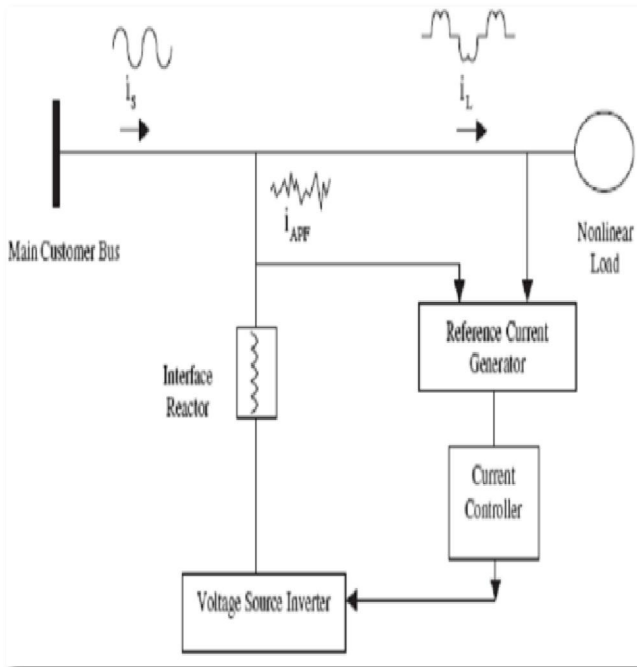 i_S
i_L
i_APF
Main Customer Bus
Nonlinear
Load
Reference Current
Generator
Interface
Reactor
Current
Controller
Voltage Source Inverter